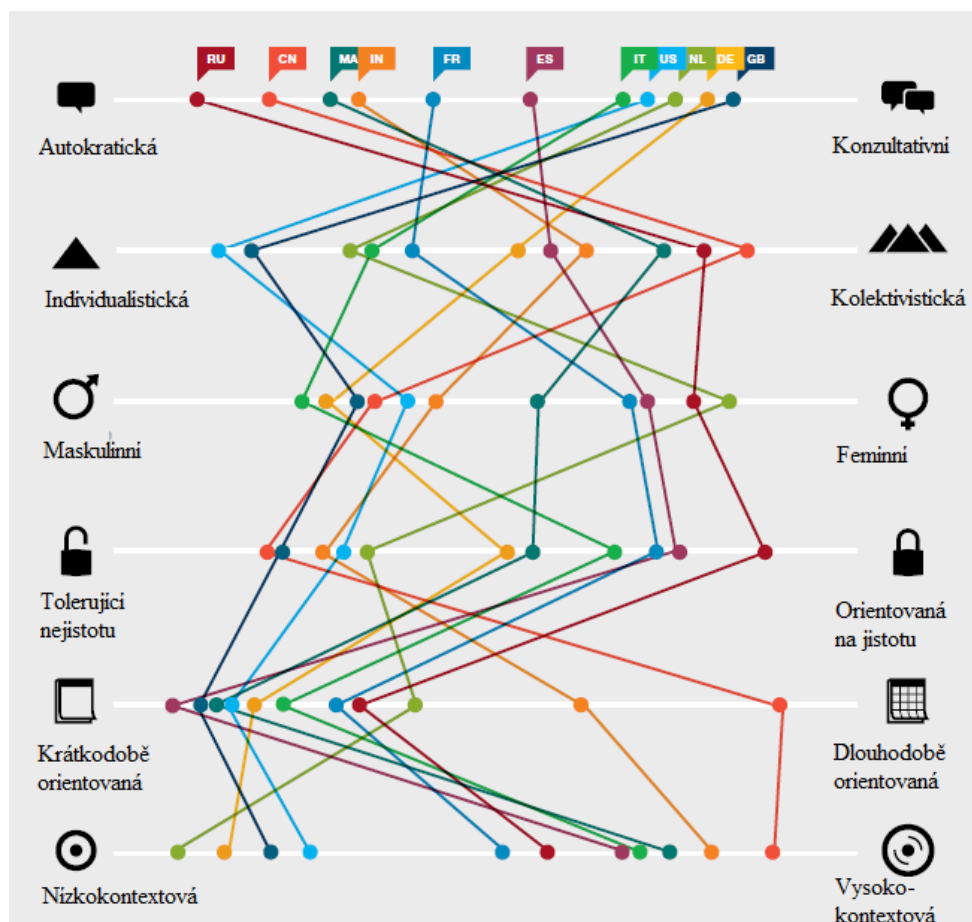 RU CN MA IN FR ES IT US NL DE GB
Autokratická
Konzultativní
Individualistická
Kolektivistická
Maskulinní
Feminní
Tolerující
nejistotu
Orientovaná
na jistotu
Krátkodobě
orientovaná
Dlouhodobě
orientovaná
Nízkokontextová
Vysoko-
kontextová